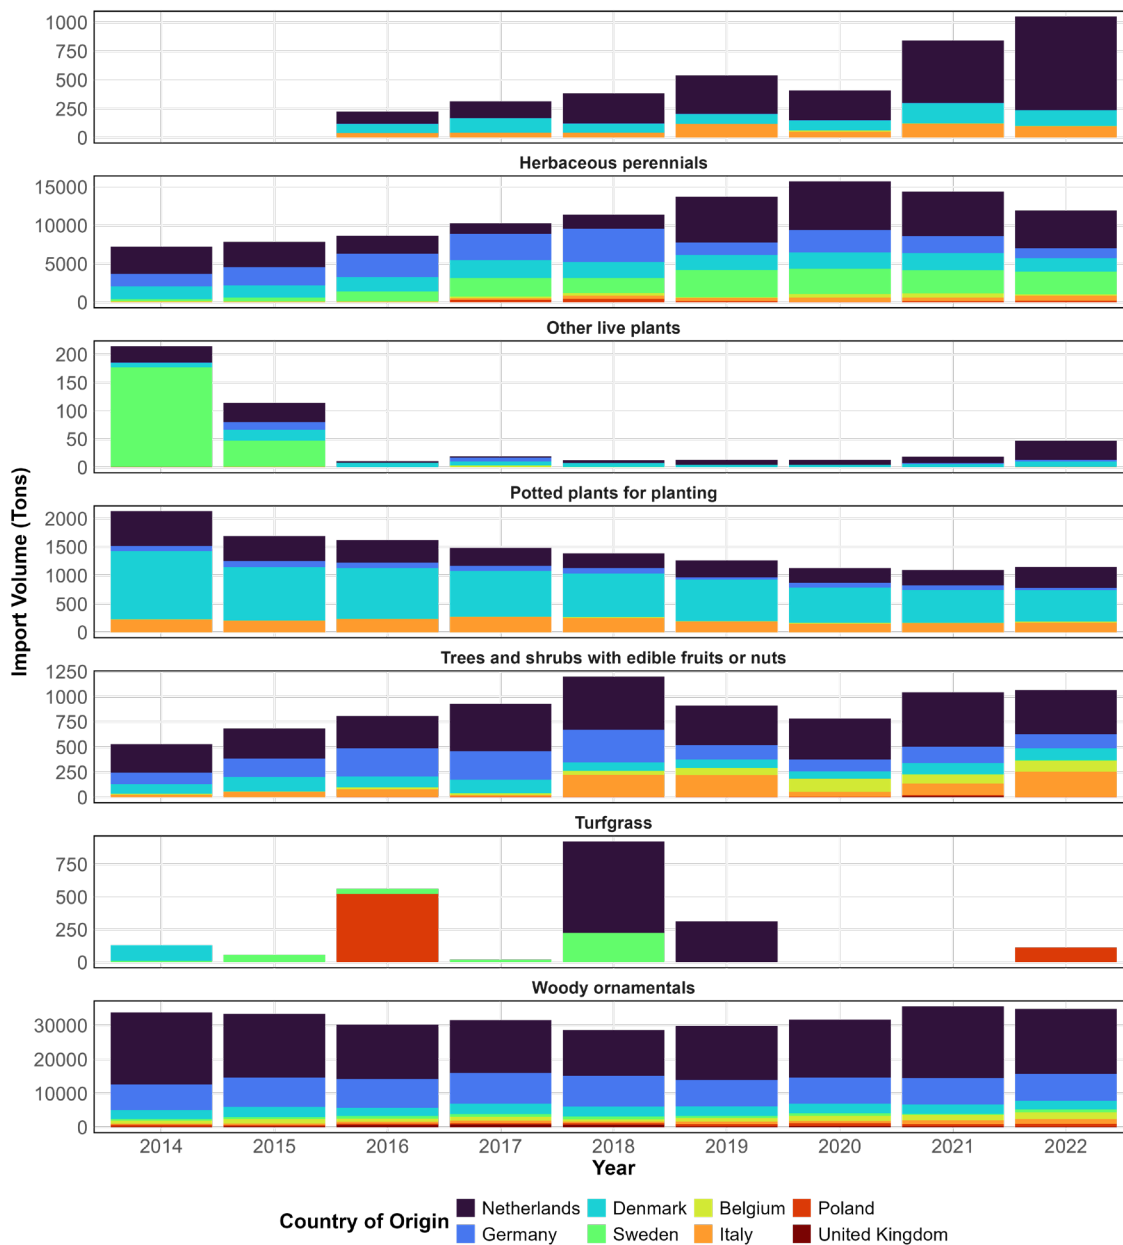 1000
750
500
250
0
Herbaceous perennials
15000
10000
5000
0
Other live plants
200
150
100
50
0
Potted plants for planting
2000
1500
1000
500
0
Trees and shrubs with edible fruits or nuts
1250
1000
750
500
250
0
Turfgrass
750
500
250
0
Woody ornamentals
30000
20000
10000
0
Import Volume (Tons)
2014 2015 2016 2017 2018 2019 2020 2021 2022
Year
Country of Origin
Netherlands Denmark Belgium Poland
Germany Sweden Italy United Kingdom